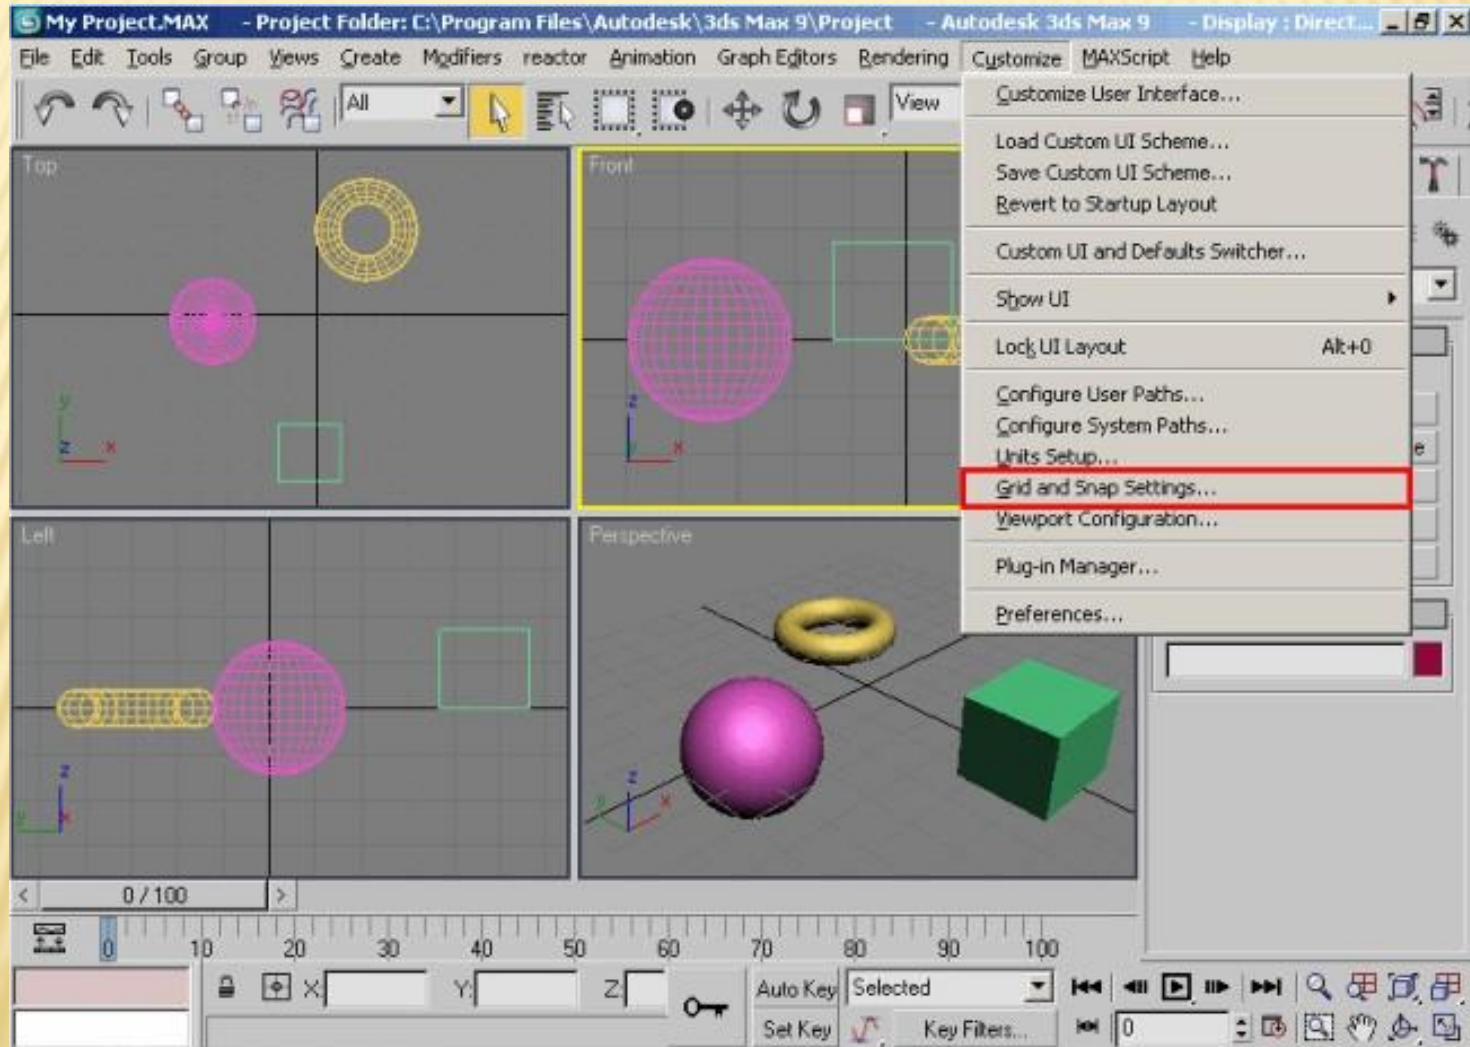 My Project.MAX - Project Folder: C:\Program Files\Autodesk\3ds Max 9\Project - Autodesk 3ds Max 9 - Display : Direct...
File Edit Tools Group Views Create Modifiers reactor Animation Graph Editors Rendering Customize MAXScript Help
All View
Customize User Interface...
Load Custom UI Scheme...
Save Custom UI Scheme...
Revert to Startup Layout
Custom UI and Defaults Switcher...
Show UI
Lock UI Layout Alt+0
Configure User Paths...
Configure System Paths...
Units Setup...
Grid and Snap Settings...
Viewport Configuration...
Plug-in Manager...
Preferences...
Top
y
z x
Front
z
x
Left
z
y x
Perspective
z
y x
e
< 0 / 100 >
0 10 20 30 40 50 60 70 80 90 100
X: Y: Z: Auto Key Selected
Set Key Key Filters... 0